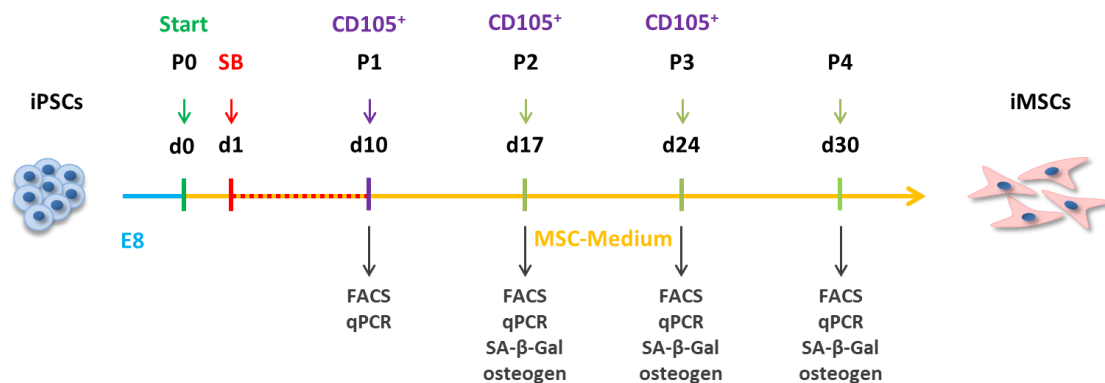 Start CD105⁺ CD105⁺ CD105⁺
P0 SB P1 P2 P3 P4
iPSCs iMSCs
d0 d1 d10 d17 d24 d30
E8 MSC-Medium
FACS FACS FACS FACS
qPCR qPCR qPCR qPCR
SA-β-Gal SA-β-Gal SA-β-Gal
osteogen osteogen osteogen